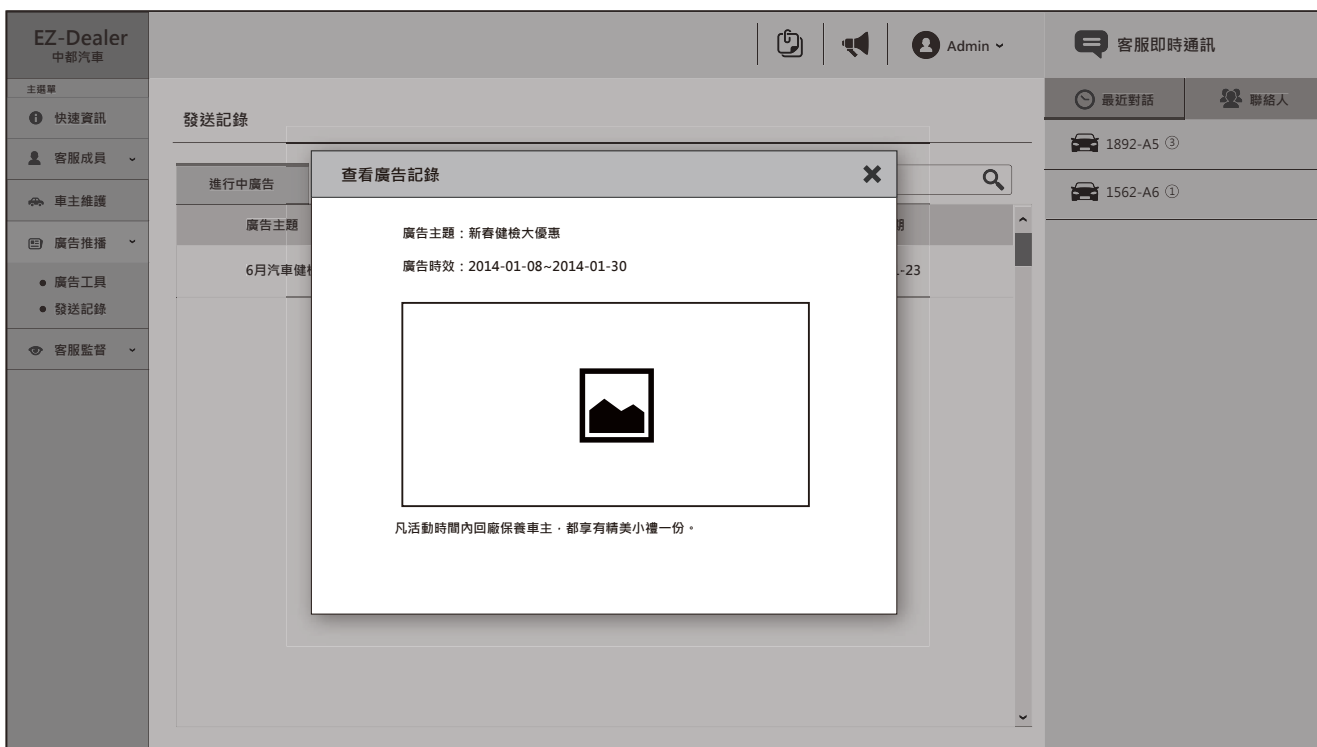 EZ-Dealer
中都汽車
Admin
客服即時通訊
主選單
快速資訊
客服成員
車主維護
廣告推播
廣告工具
發送記錄
客服監督
發送記錄
進行中廣告
廣告主題
6月汽車健
-23
查看廣告記錄
廣告主題：新春健檢大優惠
廣告時效：2014-01-08~2014-01-30
凡活動時間內回廠保養車主，都享有精美小禮一份。
最近對話
聯絡人
1892-A5 ③
1562-A6 ①